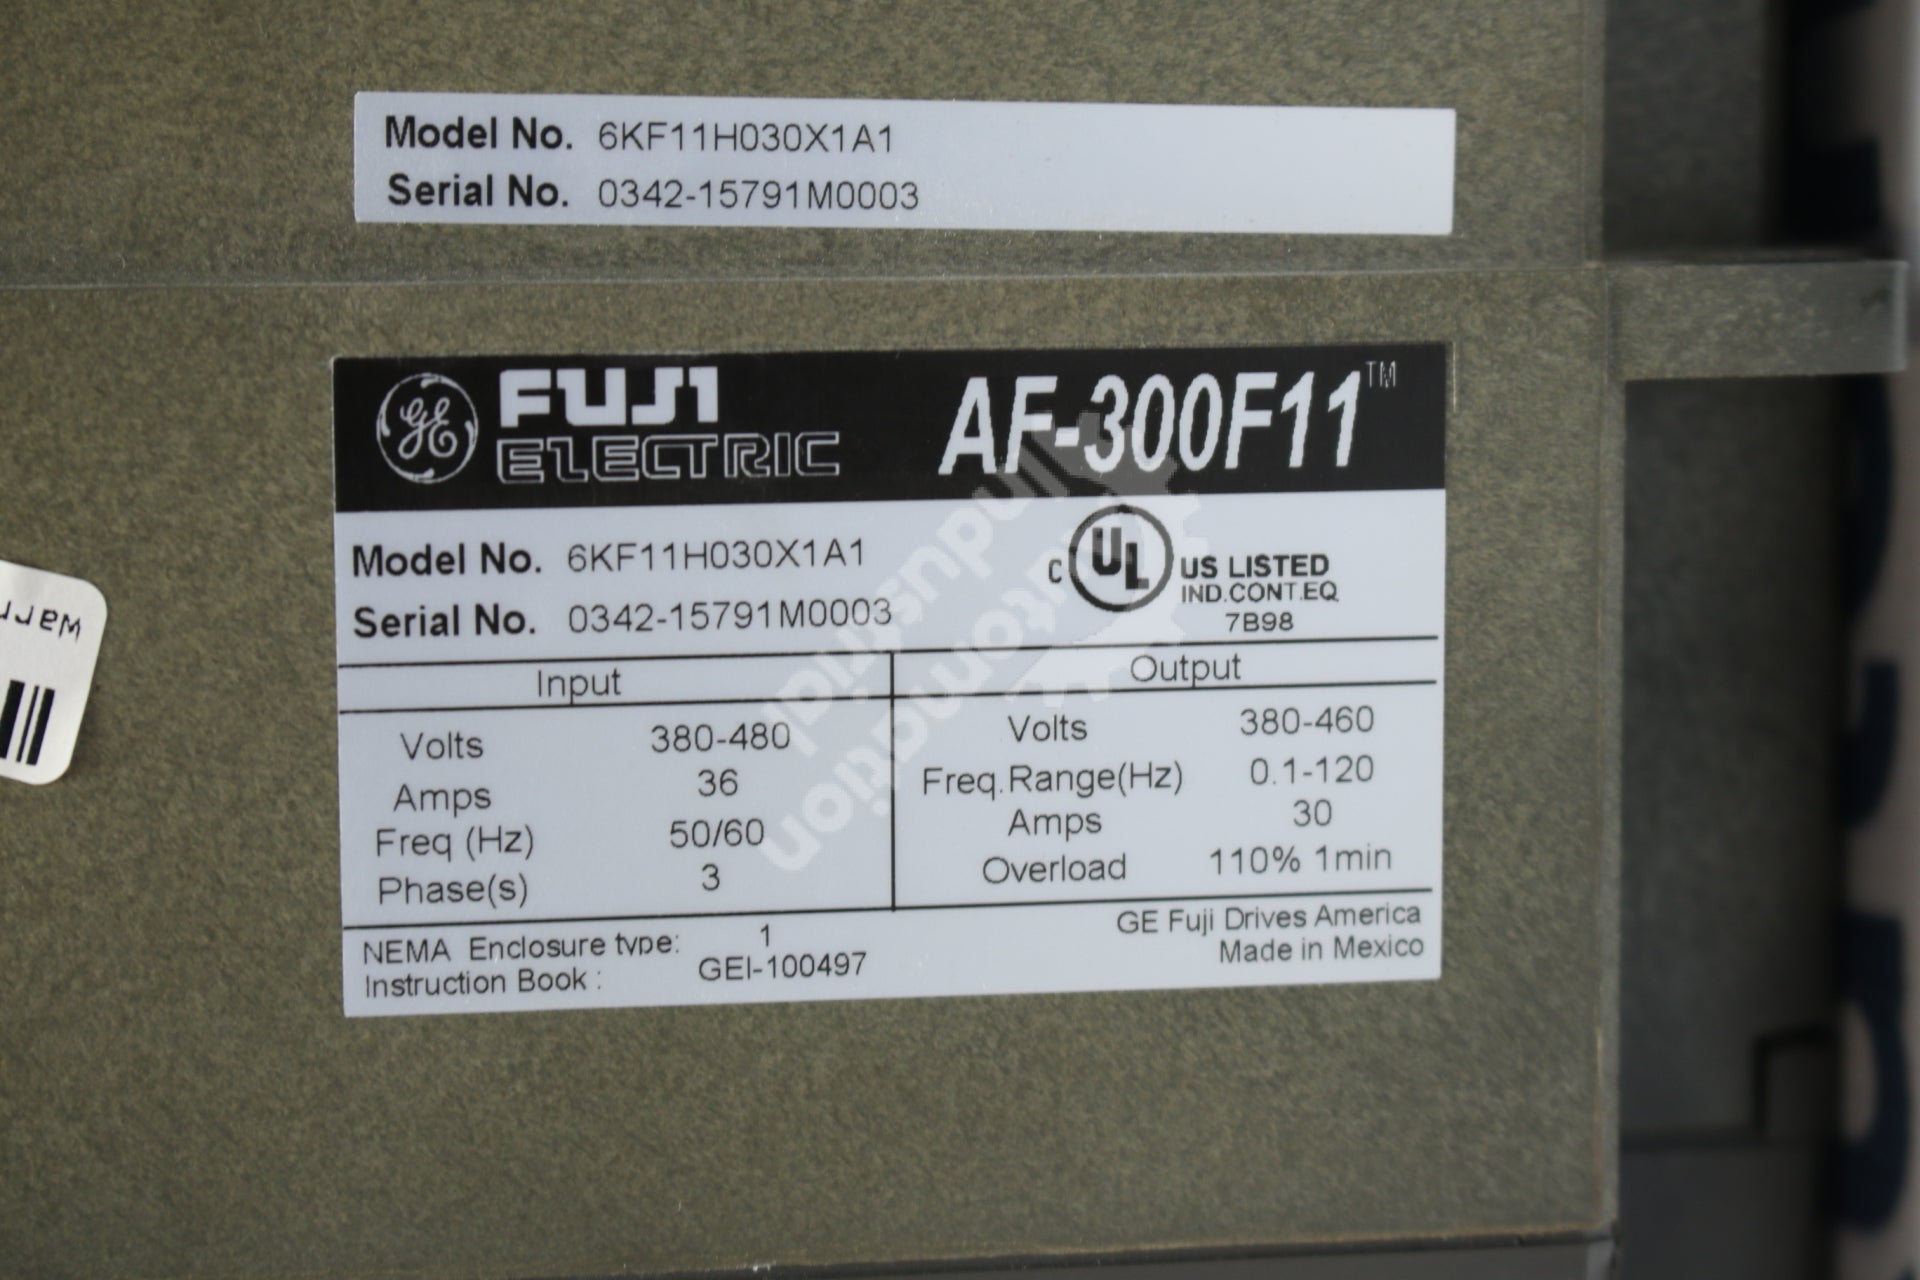 Model No. 6KF11H030X1A1
Serial No. 0342-15791M0003
GE FUJI ELECTRIC AF-300F11™
Model No. 6KF11H030X1A1
Serial No. 0342-15791M0003
C UL US LISTED
IND.CONT.EQ
7B98
Input
Volts 380-480
Amps 36
Freq (Hz) 50/60
Phase(s) 3
Output
Volts 380-460
Freq.Range(Hz) 0.1-120
Amps 30
Overload 110% 1min
NEMA Enclosure type: 1
Instruction Book : GEI-100497
GE Fuji Drives America
Made in Mexico
Industrial
Automation